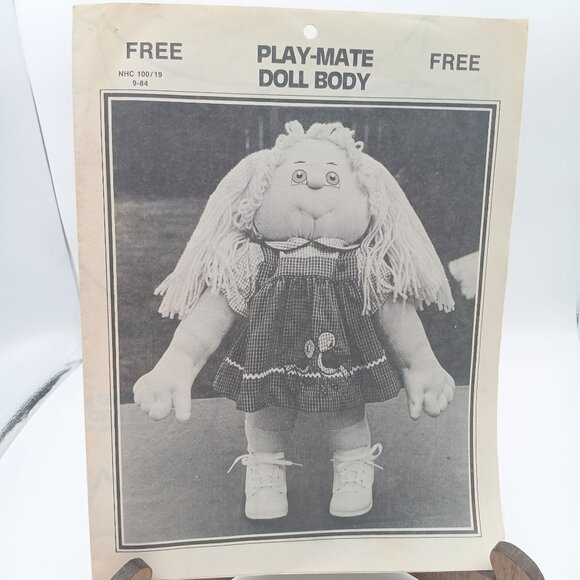 FREE
PLAY-MATE
DOLL BODY
FREE
NHC 100/19
9-84